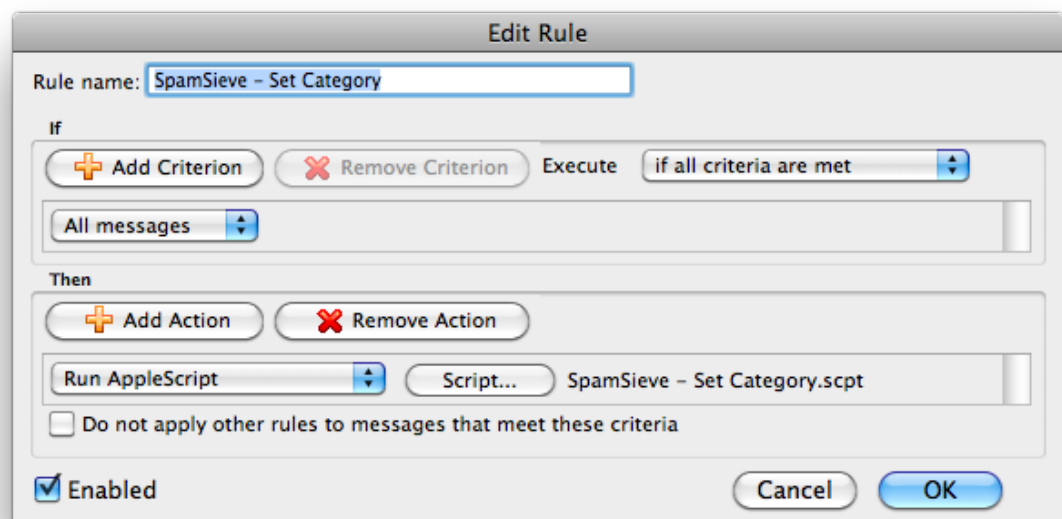 Edit Rule
Rule name: SpamSieve – Set Category
If
Add Criterion Remove Criterion Execute if all criteria are met
All messages
Then
Add Action Remove Action
Run AppleScript Script... SpamSieve – Set Category.scpt
Do not apply other rules to messages that meet these criteria
Enabled Cancel OK